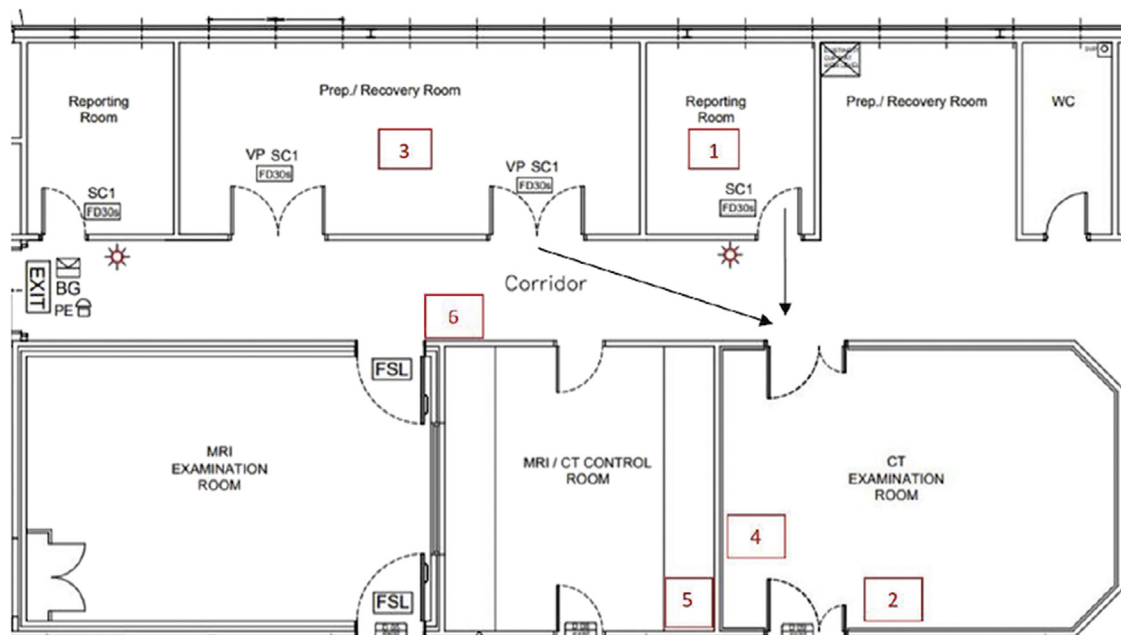 Reporting
Room
Prep./ Recovery Room
Reporting
Room
Prep./ Recovery Room
WC
3
1
VP SC1
FD30s
VP SC1
FD30s
SC1
FD30s
SC1
FD30s
EXIT
BG
PE
Corridor
6
FSL
MRI
EXAMINATION
ROOM
MRI / CT CONTROL
ROOM
CT
EXAMINATION
ROOM
4
5
2
FSL